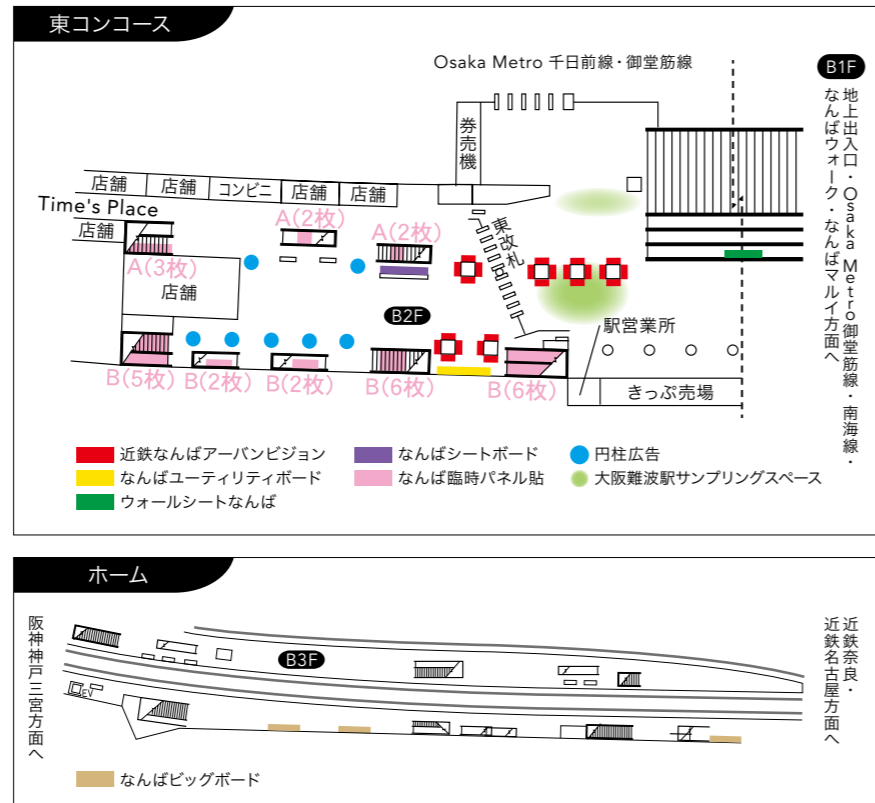 東コンコース
Osaka Metro 千日前線・御堂筋線
B1F
地上出入口・Osaka Metro御堂筋線・南海線・
なんばウォーク・なんばマルイ方面へ
券売機
店舗
店舗
コンビニ
店舗
店舗
Time's Place
店舗
A(2枚)
A(2枚)
東改札
A(3枚)
店舗
B2F
駅営業所
B(5枚)
B(2枚)
B(2枚)
B(6枚)
B(6枚)
きっぷ売場
近鉄なんばアーバンビジョン
なんばシートボード
円柱広告
なんばユーティリティボード
なんば臨時パネル貼
大阪難波駅サンプリングスペース
ウォールシートなんば
ホーム
阪神神戸三宮方面へ
B3F
近鉄奈良・
近鉄名古屋方面へ
EV
なんばビッグボード